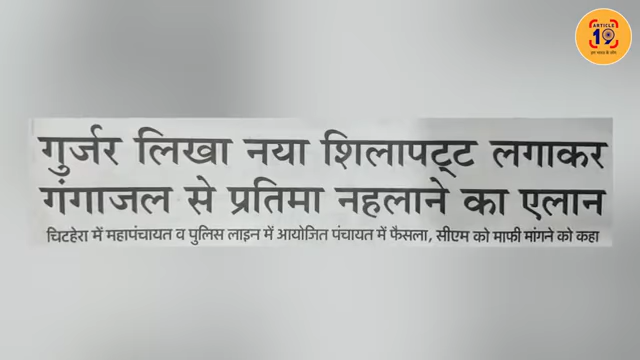 ARTICLE
19
गुर्जर लिखा नया शिलापट्ट लगाकर
गंगाजल से प्रतिमा नहलाने का एलान
चिटहेरा में महापंचायत व पुलिस लाइन में आयोजित पंचायत में फैसला, सीएम को माफी मांगने को कहा